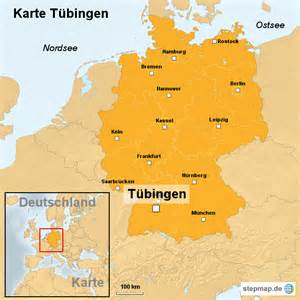 Karte Tübingen
Ostsee
Nordsee
Rostock
Hamburg
Bremen
Berlin
Hannover
Kassel
Leipzig
Köln
Frankfurt
Saarbrücken
Nürnberg
Tübingen
München
Deutschland
Karte
100 km
stepmap.de